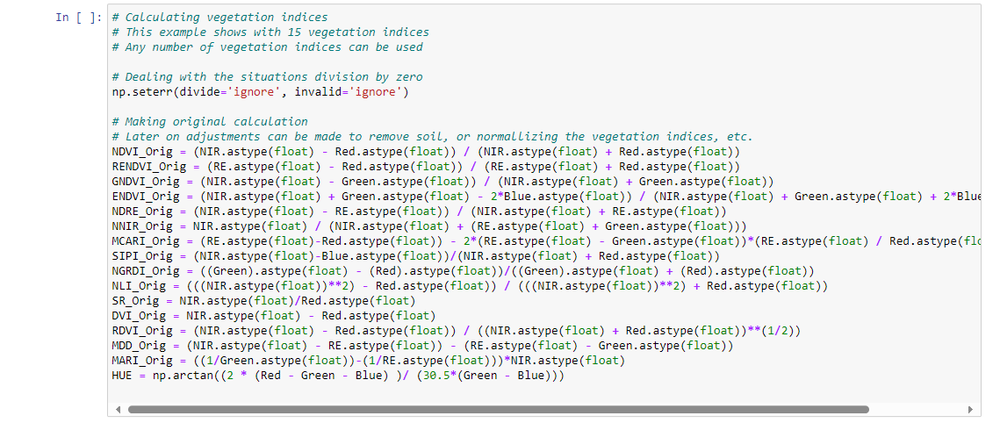 In [ ]:
# Calculating vegetation indices
# This example shows with 15 vegetation indices
# Any number of vegetation indices can be used
# Dealing with the situations division by zero
np.seterr(divide='ignore', invalid='ignore')
# Making original calculation
# Later on adjustments can be made to remove soil, or normallizing the vegetation indices, etc.
NDVI_Orig = (NIR.astype(float) - Red.astype(float)) / (NIR.astype(float) + Red.astype(float))
RENDVI_Orig = (RE.astype(float) - Red.astype(float)) / (RE.astype(float) + Red.astype(float))
GNDVI_Orig = (NIR.astype(float) - Green.astype(float)) / (NIR.astype(float) + Green.astype(float))
ENDVI_Orig = (NIR.astype(float) + Green.astype(float) - 2*Blue.astype(float)) / (NIR.astype(float) + Green.astype(float) + 2*Blue
NDRE_Orig = (NIR.astype(float) - RE.astype(float)) / (NIR.astype(float) + RE.astype(float))
NNIR_Orig = NIR.astype(float) / (NIR.astype(float) + (RE.astype(float) + Green.astype(float)))
MCARI_Orig = (RE.astype(float)-Red.astype(float)) - 2*(RE.astype(float) - Green.astype(float))*(RE.astype(float) / Red.astype(flo
SIPI_Orig = (NIR.astype(float)-Blue.astype(float))/(NIR.astype(float) + Red.astype(float))
NGRDI_Orig = ((Green).astype(float) - (Red).astype(float))/((Green).astype(float) + (Red).astype(float))
NLI_Orig = (((NIR.astype(float))**2) - Red.astype(float)) / (((NIR.astype(float))**2) + Red.astype(float))
SR_Orig = NIR.astype(float)/Red.astype(float)
DVI_Orig = NIR.astype(float) - Red.astype(float)
RDVI_Orig = (NIR.astype(float) - Red.astype(float)) / ((NIR.astype(float) + Red.astype(float))**(1/2))
MDD_Orig = (NIR.astype(float) - RE.astype(float)) - (RE.astype(float) - Green.astype(float))
MARI_Orig = ((1/Green.astype(float))-(1/RE.astype(float)))*NIR.astype(float)
HUE = np.arctan((2 * (Red - Green - Blue) )/ (30.5*(Green - Blue)))